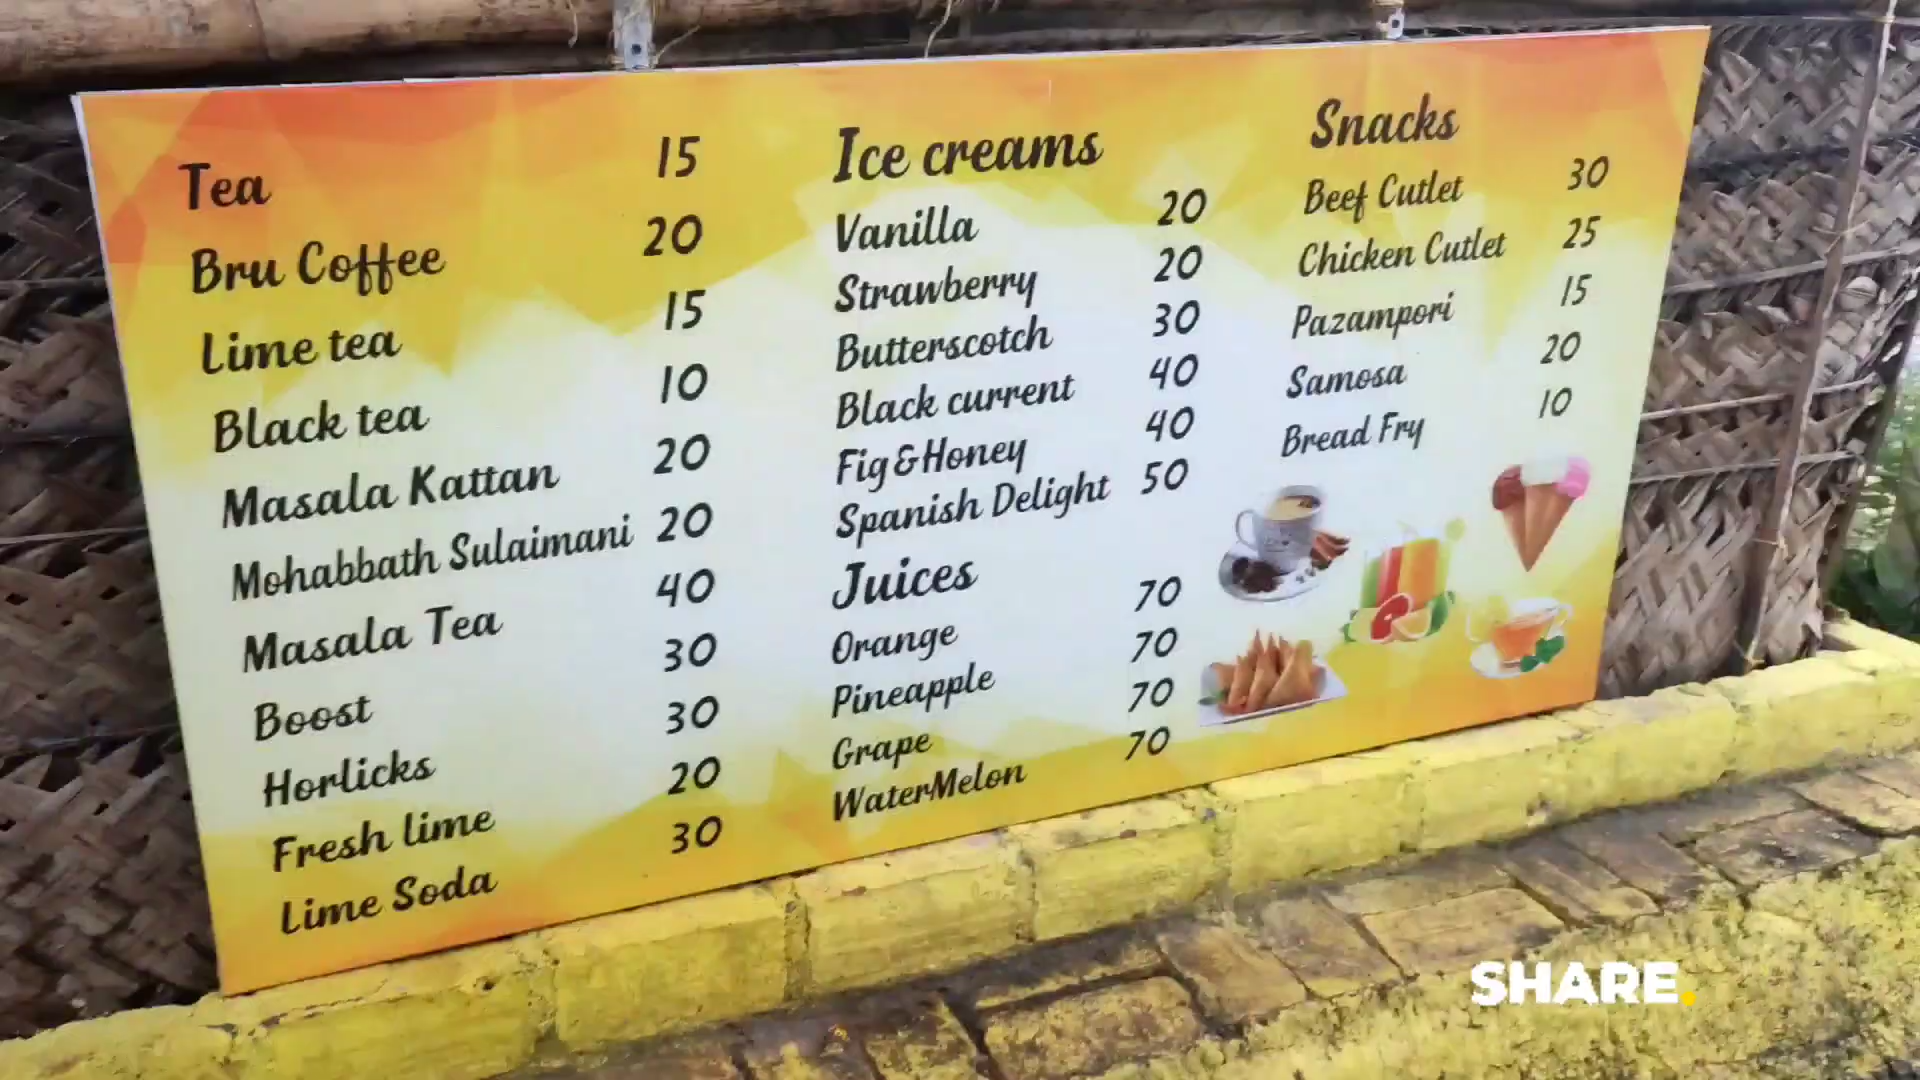 Tea 15
Bru Coffee 20
Lime tea 15
Black tea 10
Masala Kattan 20
Mohabbath Sulaimani 20
Masala Tea 40
Boost 30
Horlicks 30
Fresh lime 20
Lime Soda 30
Ice creams
Vanilla 20
Strawberry 20
Butterscotch 30
Black current 40
Fig&Honey 40
Spanish Delight 50
Juices
Orange 70
Pineapple 70
Grape 70
WaterMelon 70
Snacks
Beef Cutlet 30
Chicken Cutlet 25
Pazampori 15
Samosa 20
Bread Fry 10
SHARE.